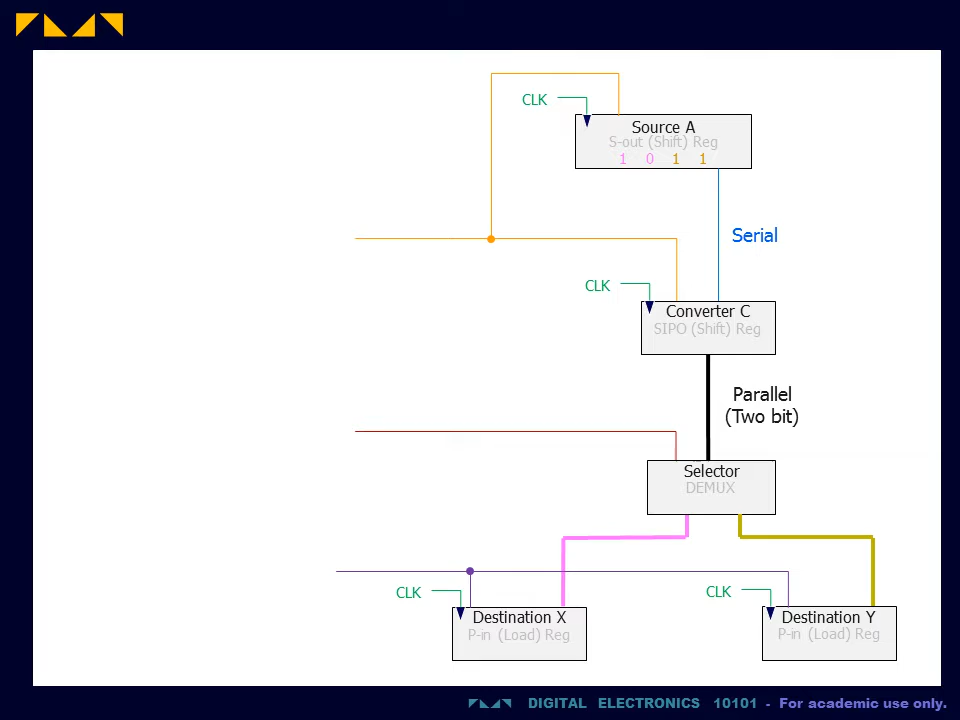 CLK
Source A
S-out (Shift) Reg
1 0 1 1
Serial
CLK
Converter C
SIPO (Shift) Reg
Parallel
(Two bit)
Selector
DEMUX
CLK
Destination X
P-in (Load) Reg
CLK
Destination Y
P-in (Load) Reg
DIGITAL ELECTRONICS 10101 - For academic use only.